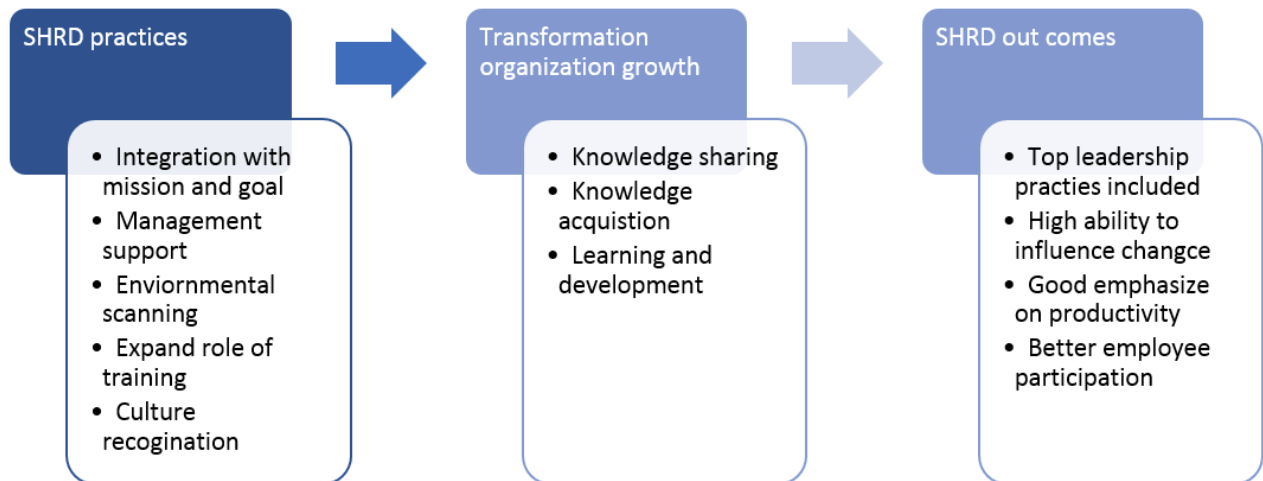 SHRD practices
• Integration with
mission and goal
• Management
support
• Enviornmental
scanning
• Expand role of
training
• Culture
recogination
Transformation
organization growth
• Knowledge sharing
• Knowledge
acquistion
• Learning and
development
SHRD out comes
• Top leadership
practies included
• High ability to
influence changce
• Good emphasize
on productivity
• Better employee
participation